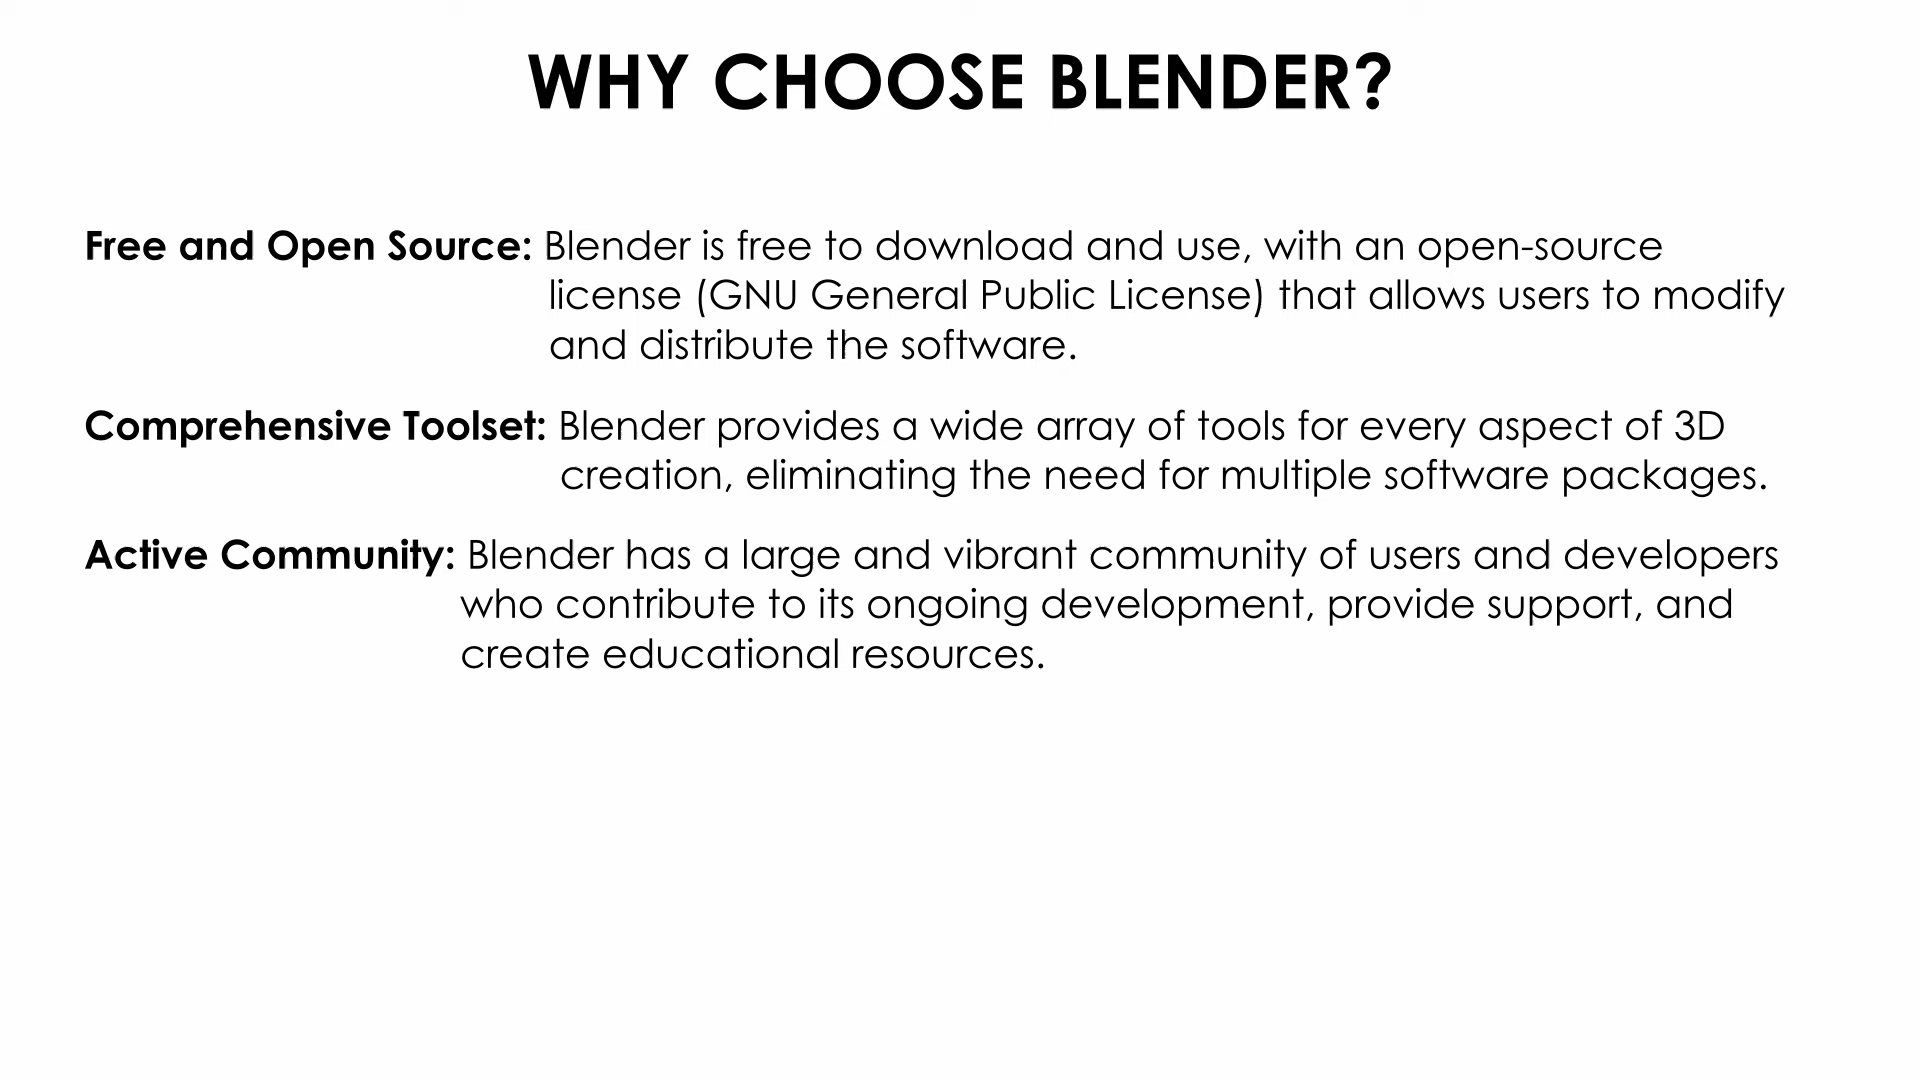 WHY CHOOSE BLENDER?
Free and Open Source: Blender is free to download and use, with an open-source
license (GNU General Public License) that allows users to modify
and distribute the software.
Comprehensive Toolset: Blender provides a wide array of tools for every aspect of 3D
creation, eliminating the need for multiple software packages.
Active Community: Blender has a large and vibrant community of users and developers
who contribute to its ongoing development, provide support, and
create educational resources.